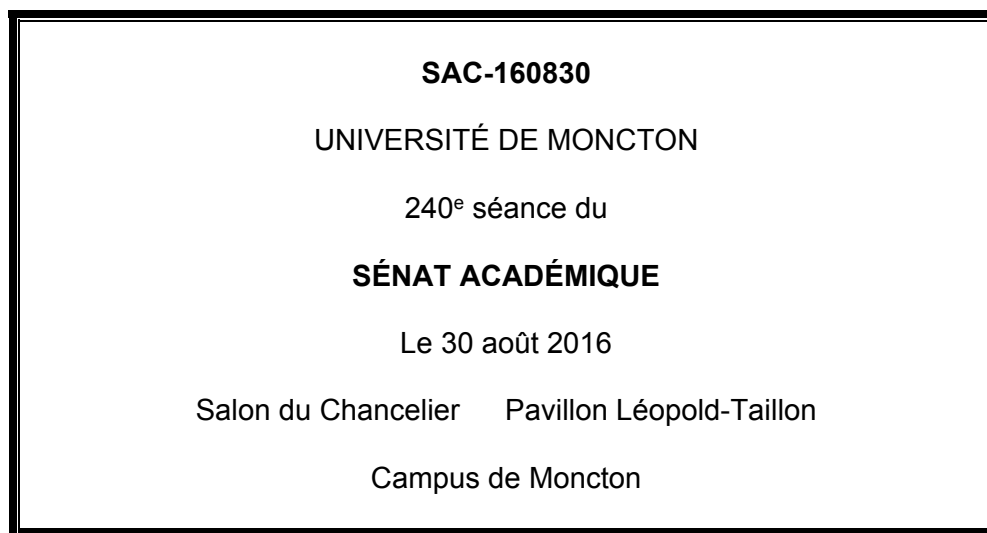 SAC-160830
UNIVERSITÉ DE MONCTON
240e séance du
SÉNAT ACADÉMIQUE
Le 30 août 2016
Salon du Chancelier Pavillon Léopold-Taillon
Campus de Moncton